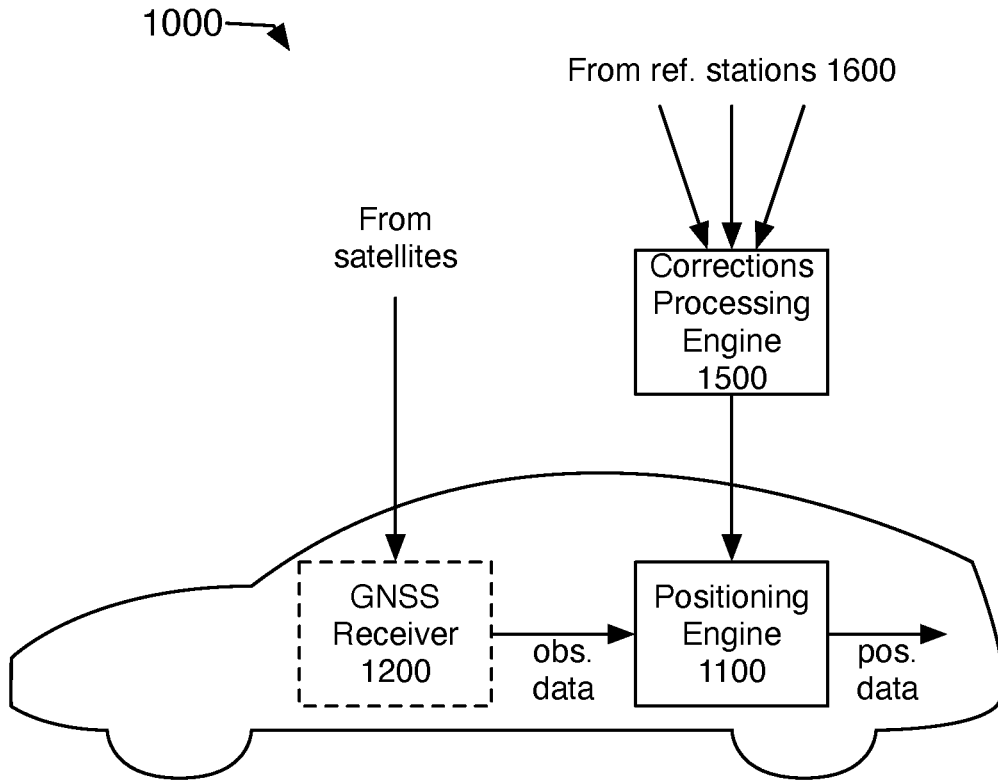 1000
From ref. stations 1600
From
satellites
Corrections
Processing
Engine
1500
GNSS
Receiver
1200
obs.
data
Positioning
Engine
1100
pos.
data